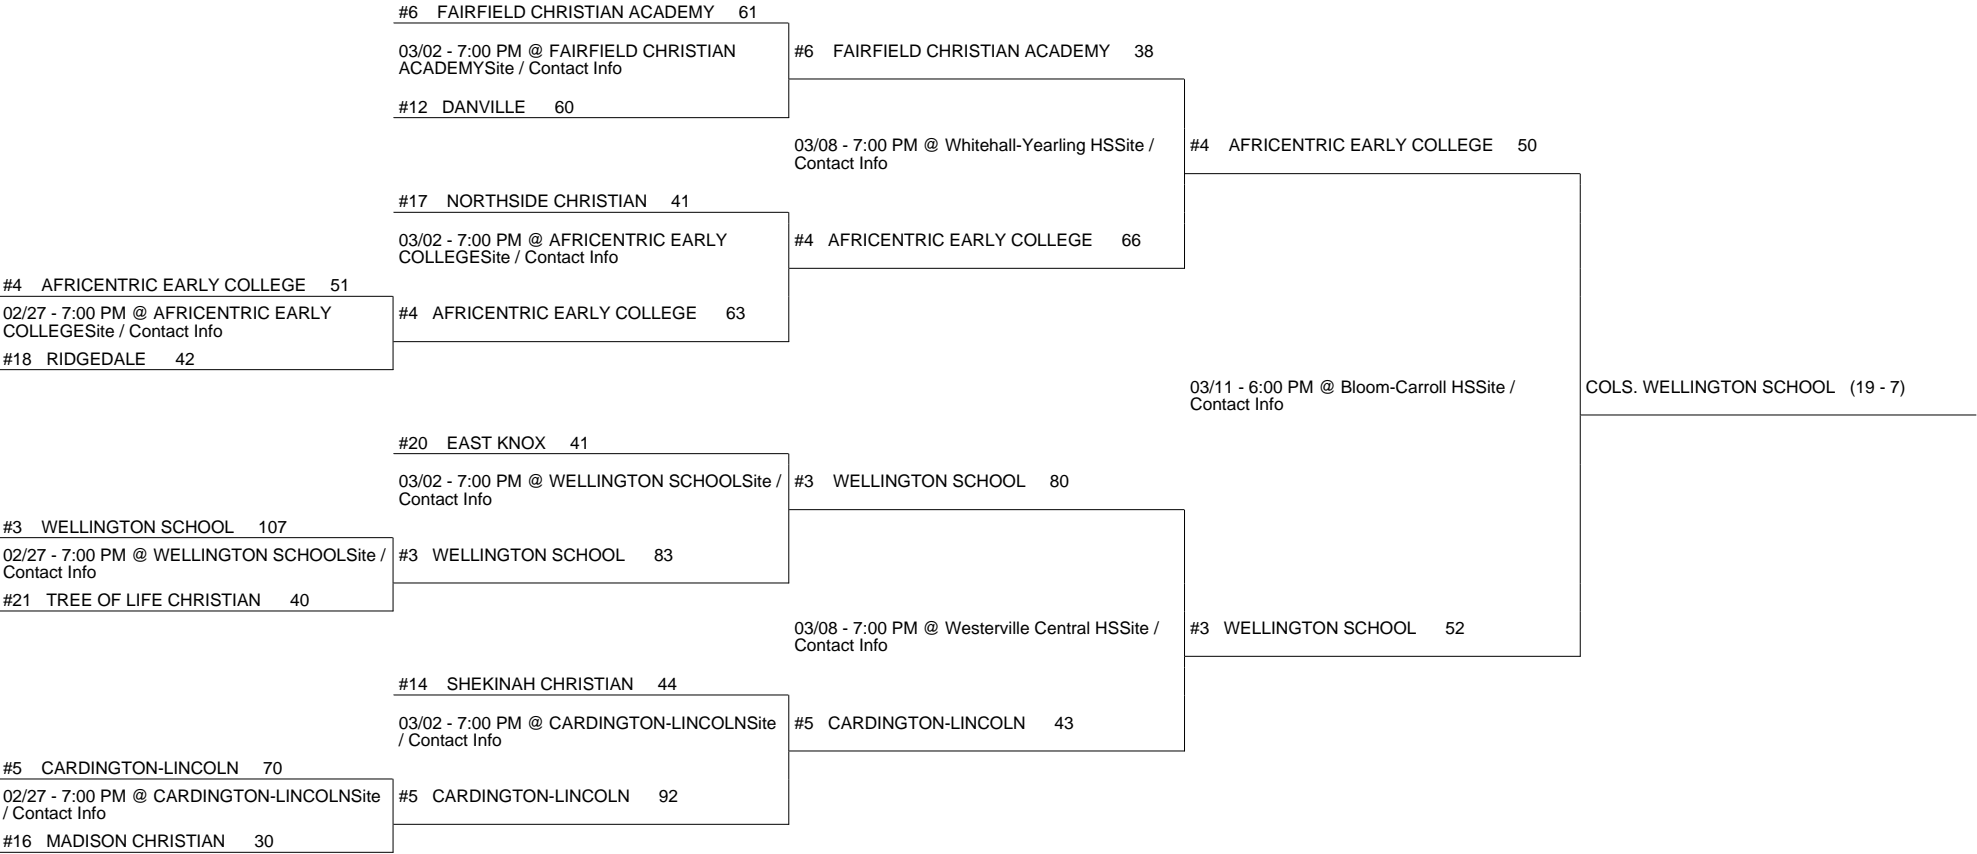 #6 FAIRFIELD CHRISTIAN ACADEMY 61
03/02 - 7:00 PM @ FAIRFIELD CHRISTIAN
ACADEMYSite / Contact Info
#12 DANVILLE 60
#6 FAIRFIELD CHRISTIAN ACADEMY 38
03/08 - 7:00 PM @ Whitehall-Yearling HSSite /
Contact Info
#4 AFRICENTRIC EARLY COLLEGE 50
#17 NORTHSIDE CHRISTIAN 41
03/02 - 7:00 PM @ AFRICENTRIC EARLY
COLLEGESite / Contact Info
#4 AFRICENTRIC EARLY COLLEGE 66
#4 AFRICENTRIC EARLY COLLEGE 51
02/27 - 7:00 PM @ AFRICENTRIC EARLY
COLLEGESite / Contact Info
#18 RIDGEDALE 42
#4 AFRICENTRIC EARLY COLLEGE 63
03/11 - 6:00 PM @ Bloom-Carroll HSSite /
Contact Info
COLS. WELLINGTON SCHOOL (19 - 7)
#20 EAST KNOX 41
03/02 - 7:00 PM @ WELLINGTON SCHOOLSite /
Contact Info
#3 WELLINGTON SCHOOL 80
#3 WELLINGTON SCHOOL 107
02/27 - 7:00 PM @ WELLINGTON SCHOOLSite /
Contact Info
#21 TREE OF LIFE CHRISTIAN 40
#3 WELLINGTON SCHOOL 83
03/08 - 7:00 PM @ Westerville Central HSSite /
Contact Info
#3 WELLINGTON SCHOOL 52
#14 SHEKINAH CHRISTIAN 44
03/02 - 7:00 PM @ CARDINGTON-LINCOLNSite
/ Contact Info
#5 CARDINGTON-LINCOLN 43
#5 CARDINGTON-LINCOLN 70
02/27 - 7:00 PM @ CARDINGTON-LINCOLNSite
/ Contact Info
#16 MADISON CHRISTIAN 30
#5 CARDINGTON-LINCOLN 92